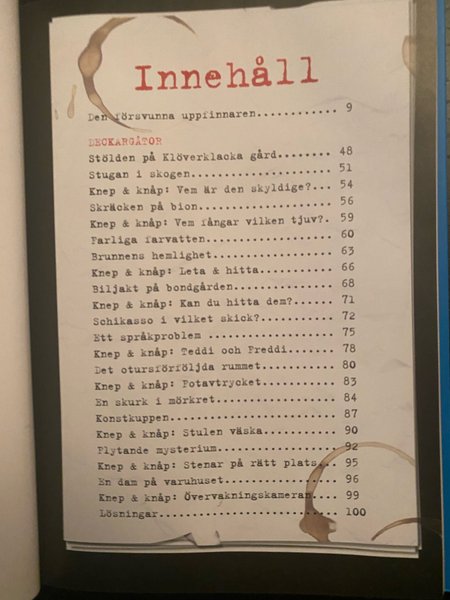 Innehåll
Den försvunna uppfinnaren............ 9
DECKARGÅTOR
Stölden på Klöverklacka gård........ 48
Stugan i skogen..................... 51
Knep & knåp: Vem är den skyldige?... 54
Skräcken på bion.................... 56
Knep & knåp: Vem fångar vilken tjuv?. 59
Farliga farvatten................... 60
Brunnens hemlighet.................. 63
Knep & knåp: Leta & hitta........... 66
Biljakt på bondgården............... 68
Knep & knåp: Kan du hitta dem?...... 71
Schikasso i vilket skick?........... 72
Ett språkproblem ................... 75
Knep & knåp: Teddi och Freddi....... 78
Det otursförföljda rummet........... 80
Knep & knåp: Fotavtrycket........... 83
En skurk i mörkret.................. 84
Konstkuppen......................... 87
Knep & knåp: Stulen väska........... 90
Flytande mysterium.................. 92
Knep & knåp: Stenar på rätt plats... 95
En dam på varuhuset................. 96
Knep & knåp: Övervakningskameran.... 99
Lösningar.......................... 100